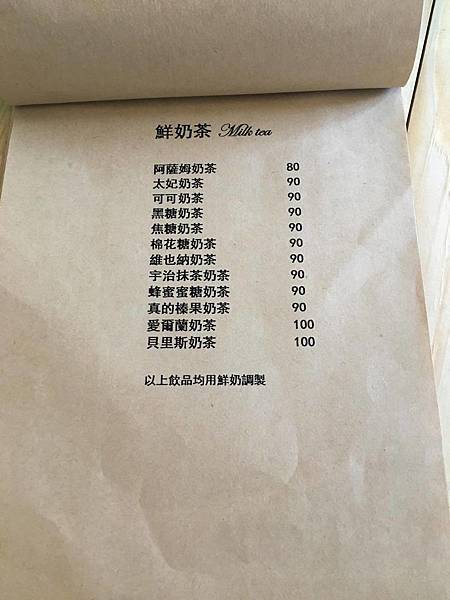 鮮奶茶 Milk tea
阿薩姆奶茶 80
太妃奶茶 90
可可奶茶 90
黑糖奶茶 90
焦糖奶茶 90
棉花糖奶茶 90
維也納奶茶 90
宇治抹茶奶茶 90
蜂蜜蜜糖奶茶 90
真的榛果奶茶 90
愛爾蘭奶茶 100
貝里斯奶茶 100
以上飲品均用鮮奶調製